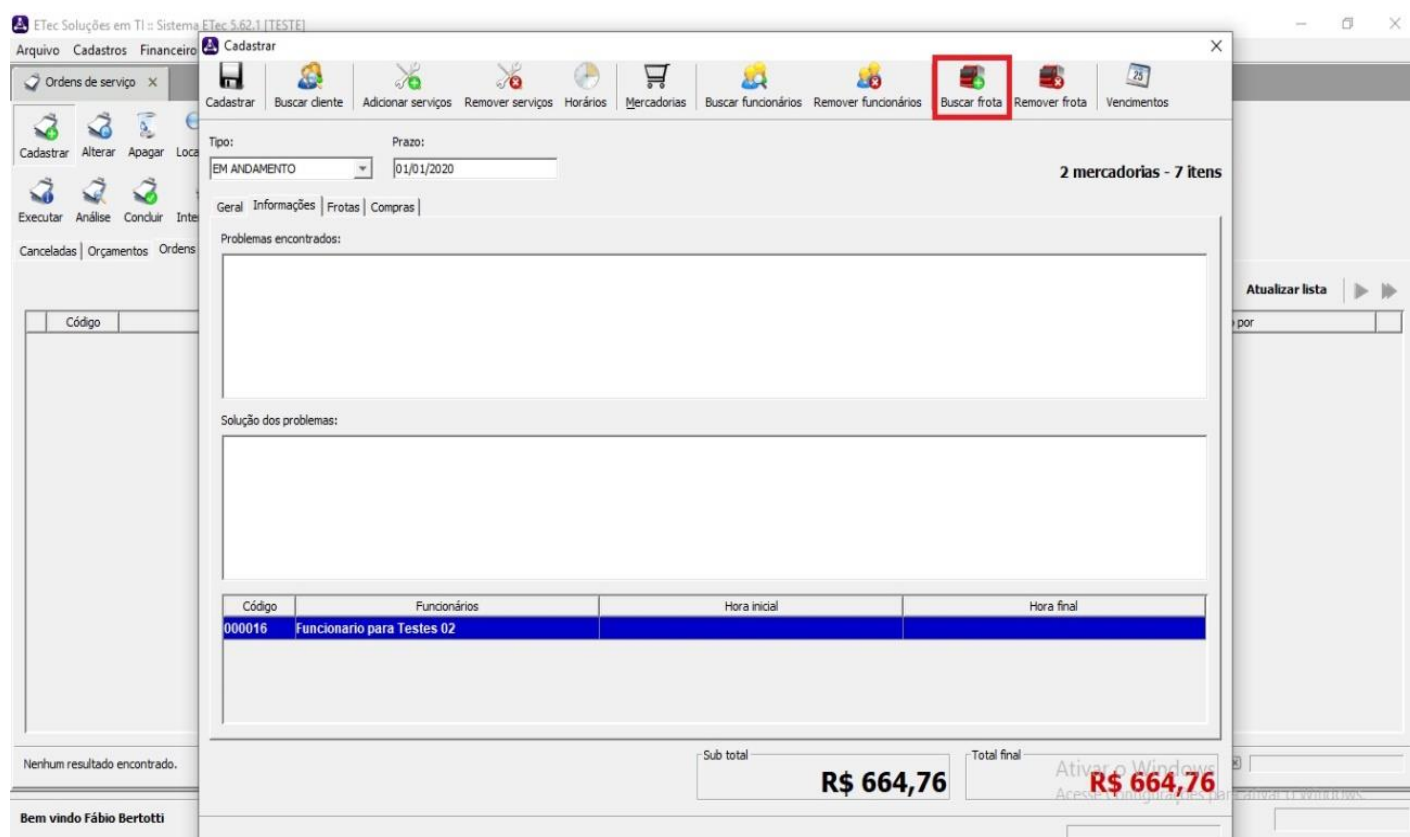 ETec Soluções em TI :: Sistema ETec 5.62.1 [TESTE]
Arquivo Cadastros Financeiro
Cadastrar
Ordens de serviço
Cadastrar Buscar cliente Adicionar serviços Remover serviços Horários Mercadorias Buscar funcionários Remover funcionários Buscar frota Remover frota Vencimentos
Cadastrar Alterar Apagar
Tipo: Prazo:
EM ANDAMENTO 01/01/2020
2 mercadorias - 7 itens
Executar Análise Concluir
Geral Informações Frotas Compras
Canceladas Orçamentos Ordens
Problemas encontrados:
Atualizar lista
Código
por
Solução dos problemas:
Código Funcionários Hora inicial Hora final
000016 Funcionario para Testes 02
Nenhum resultado encontrado.
Sub total Total final
R$ 664,76 R$ 664,76
Ativar o Windows
Acesse Configurações para ativar o Windows.
Bem vindo Fábio Bertotti